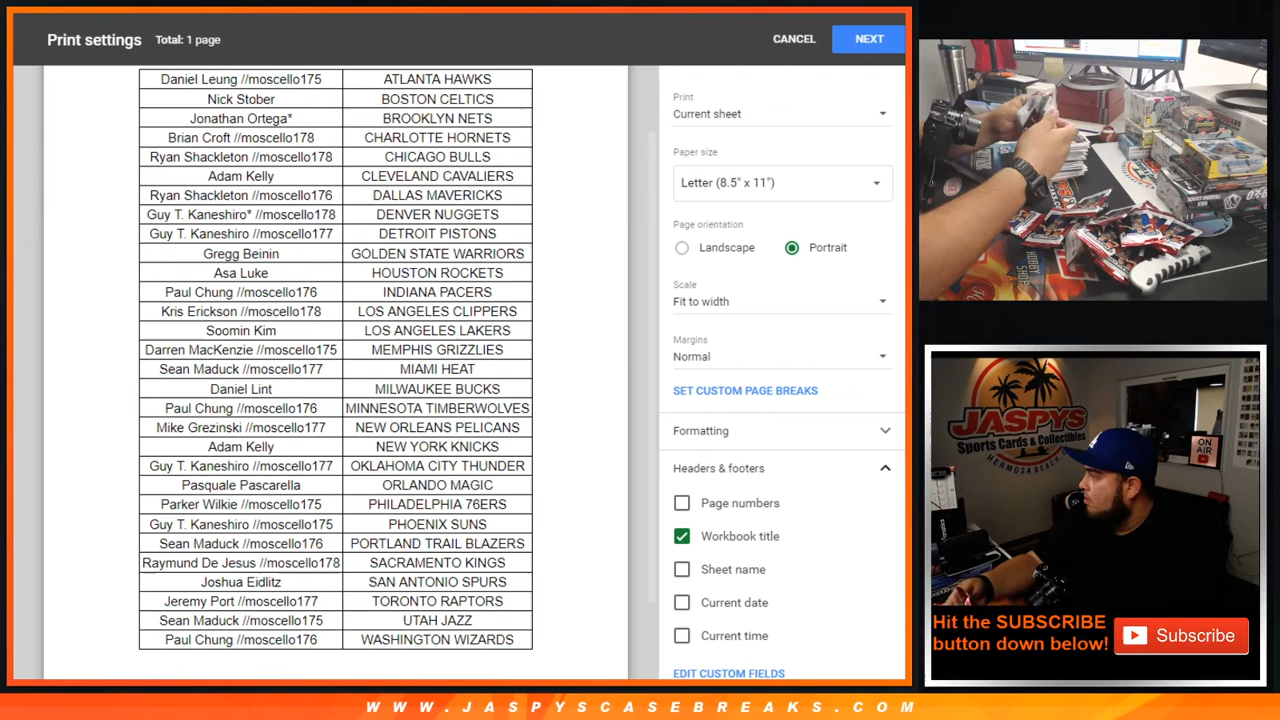 Print settings Total: 1 page CANCEL NEXT
Daniel Leung //moscello175 ATLANTA HAWKS
Nick Stober BOSTON CELTICS
Jonathan Ortega* BROOKLYN NETS
Brian Croft //moscello178 CHARLOTTE HORNETS
Ryan Shackleton //moscello178 CHICAGO BULLS
Adam Kelly CLEVELAND CAVALIERS
Ryan Shackleton //moscello176 DALLAS MAVERICKS
Guy T. Kaneshiro* //moscello178 DENVER NUGGETS
Guy T. Kaneshiro //moscello177 DETROIT PISTONS
Gregg Beinin GOLDEN STATE WARRIORS
Asa Luke HOUSTON ROCKETS
Paul Chung //moscello176 INDIANA PACERS
Kris Erickson //moscello178 LOS ANGELES CLIPPERS
Soomin Kim LOS ANGELES LAKERS
Darren MacKenzie //moscello175 MEMPHIS GRIZZLIES
Sean Maduck //moscello177 MIAMI HEAT
Daniel Lint MILWAUKEE BUCKS
Paul Chung //moscello176 MINNESOTA TIMBERWOLVES
Mike Grezinski //moscello177 NEW ORLEANS PELICANS
Adam Kelly NEW YORK KNICKS
Guy T. Kaneshiro //moscello177 OKLAHOMA CITY THUNDER
Pasquale Pascarella ORLANDO MAGIC
Parker Wilkie //moscello175 PHILADELPHIA 76ERS
Guy T. Kaneshiro //moscello175 PHOENIX SUNS
Sean Maduck //moscello176 PORTLAND TRAIL BLAZERS
Raymund De Jesus //moscello178 SACRAMENTO KINGS
Joshua Eidlitz SAN ANTONIO SPURS
Jeremy Port //moscello177 TORONTO RAPTORS
Sean Maduck //moscello175 UTAH JAZZ
Paul Chung //moscello176 WASHINGTON WIZARDS
Print
Current sheet
Paper size
Letter (8.5" x 11")
Page orientation
Landscape Portrait
Scale
Fit to width
Margins
Normal
SET CUSTOM PAGE BREAKS
Formatting
Headers & footers
Page numbers
Workbook title
Sheet name
Current date
Current time
EDIT CUSTOM FIELDS
HOBBY
SHOP
JASPYS
Sports Cards & Collectibles
HERMOSA BEACH, CA
ON
AIR
Hit the SUBSCRIBE
button down below!
Subscribe
WWW.JASPYSCASEBREAKS.COM